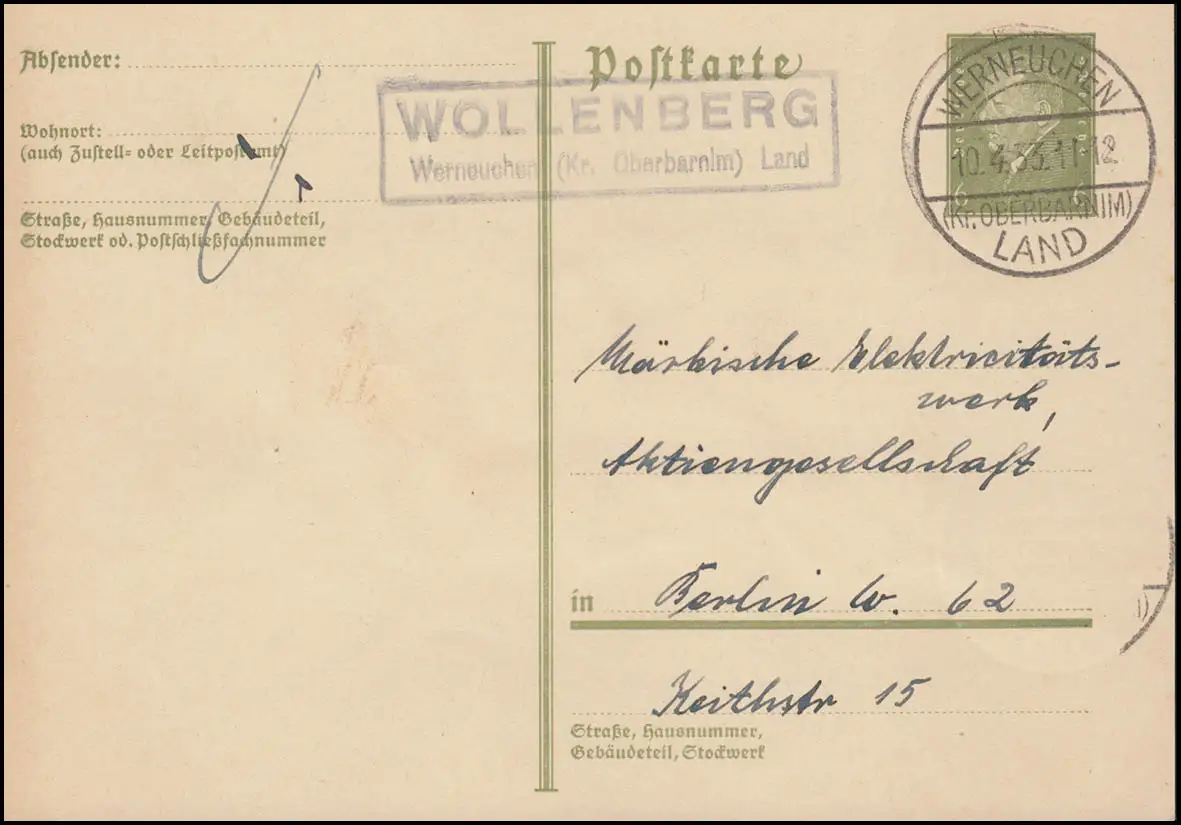 Absender:
Wohnort:
(auch Zustell- oder Leitpostamt)
Straße, Hausnummer, Gebäudeteil,
Stockwerk od. Postschließfachnummer
Postkarte
WOLLENBERG
Werneuchen (Kr. Oberbarnim) Land
WERNEUCHEN
10.4.33.11-12
(Kr. OBERBARNIM)
LAND
6 6
Märkische Elektricitäts-
werk,
Aktiengesellschaft
in Berlin W. 62
Keithstr 15
Straße, Hausnummer,
Gebäudeteil, Stockwerk